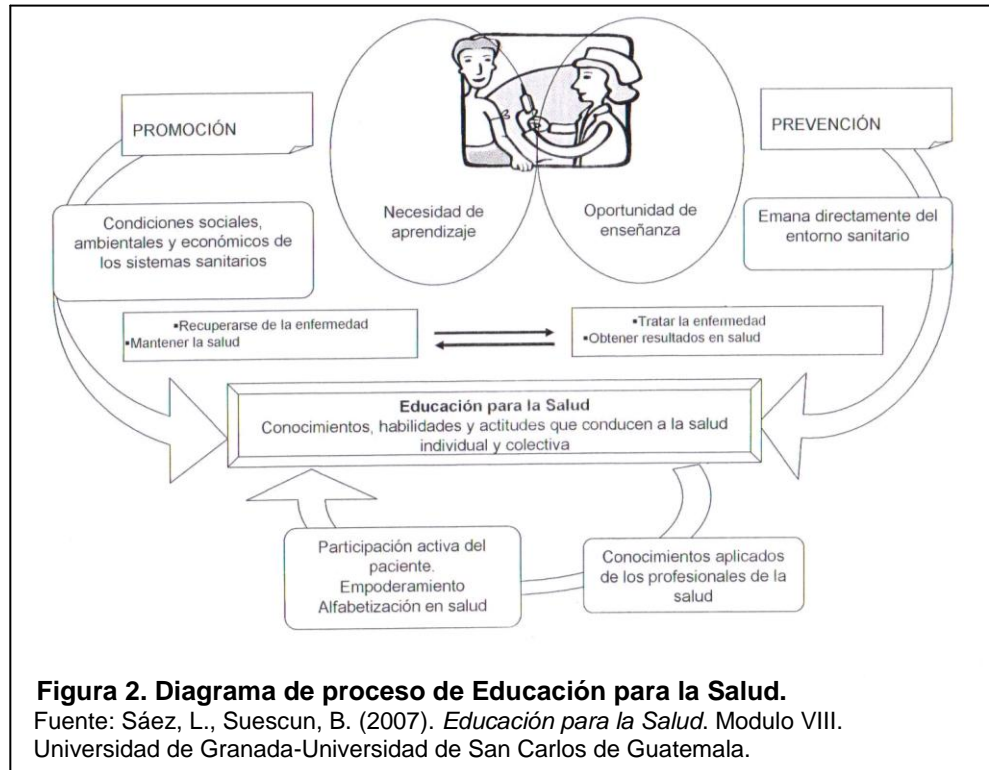 PROMOCIÓN
PREVENCIÓN
Necesidad de
aprendizaje
Oportunidad de
enseñanza
Condiciones sociales,
ambientales y económicos de
los sistemas sanitarios
Emana directamente del
entorno sanitario
▪Recuperarse de la enfermedad
▪Mantener la salud
▪Tratar la enfermedad
▪Obtener resultados en salud
Educación para la Salud
Conocimientos, habilidades y actitudes que conducen a la salud
individual y colectiva
Participación activa del
paciente.
Empoderamiento
Alfabetización en salud
Conocimientos aplicados
de los profesionales de la
salud
Figura 2. Diagrama de proceso de Educación para la Salud.
Fuente: Sáez, L., Suescun, B. (2007). Educación para la Salud. Modulo VIII.
Universidad de Granada-Universidad de San Carlos de Guatemala.